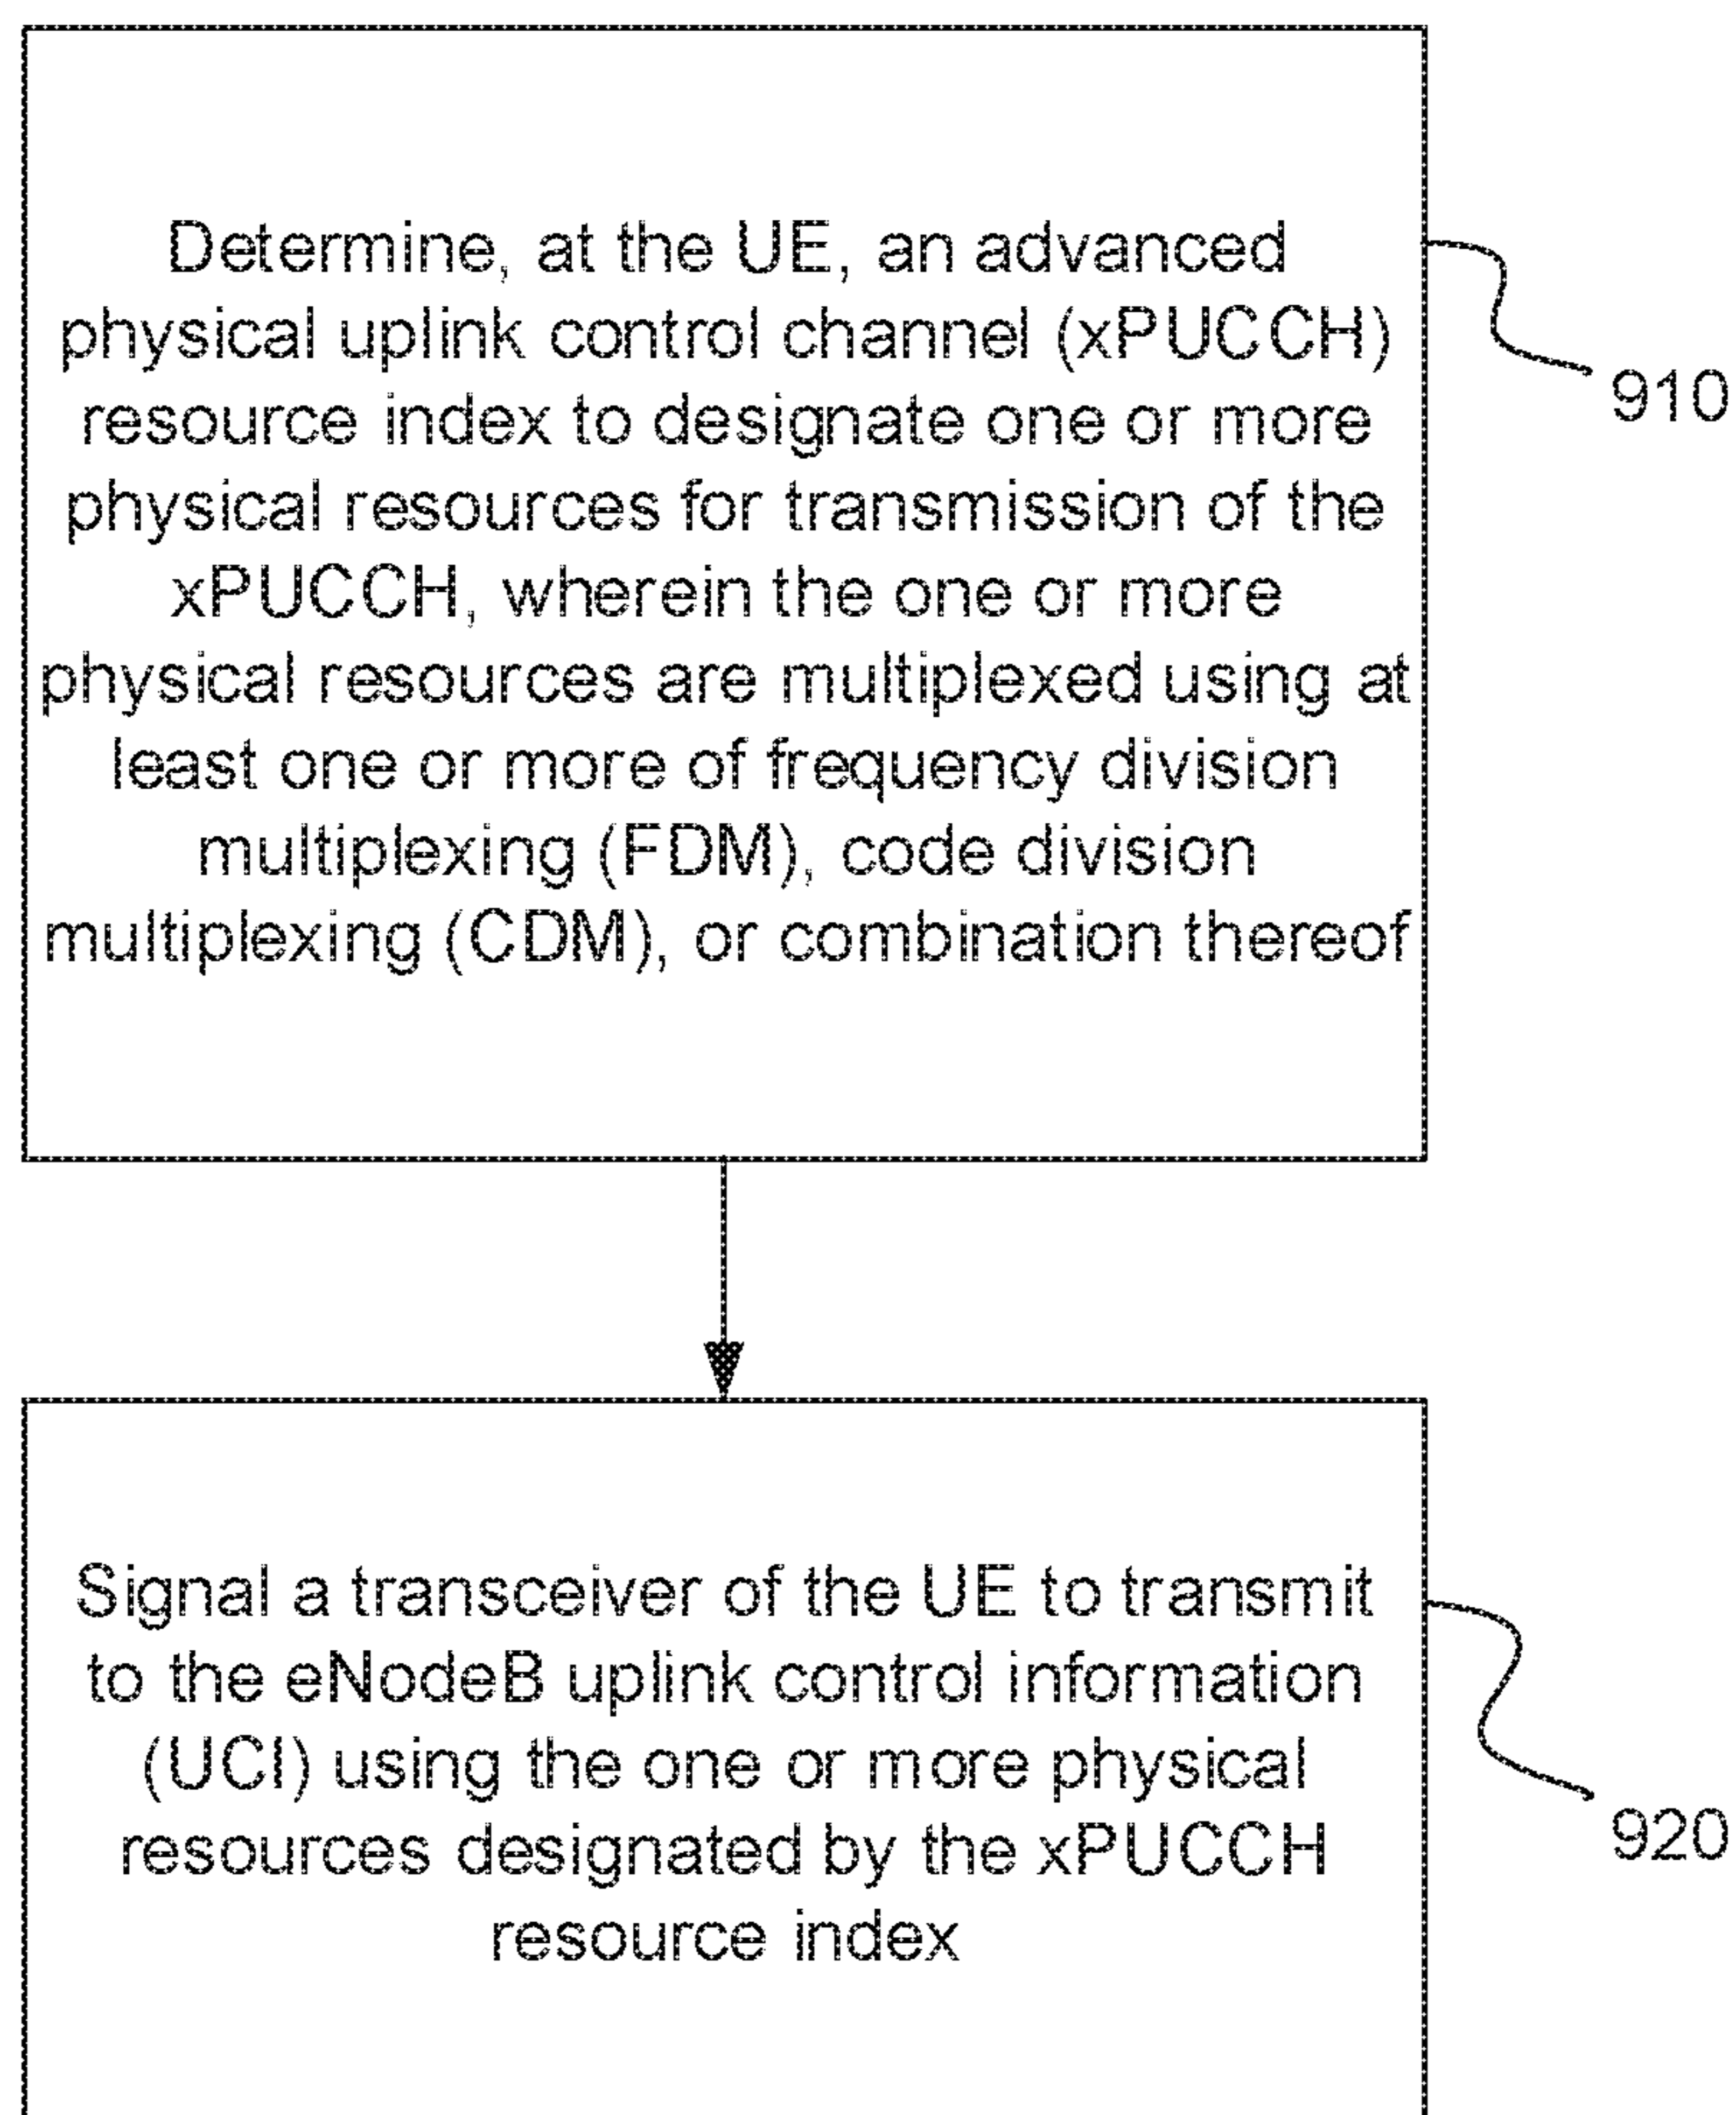 Determine, at the UE, an advanced
physical uplink control channel (xPUCCH)
resource index to designate one or more
physical resources for transmission of the
xPUCCH, wherein the one or more
physical resources are multiplexed using at
least one or more of frequency division
multiplexing (FDM), code division
multiplexing (CDM), or combination thereof
910
Signal a transceiver of the UE to transmit
to the eNodeB uplink control information
(UCI) using the one or more physical
resources designated by the xPUCCH
resource index
920